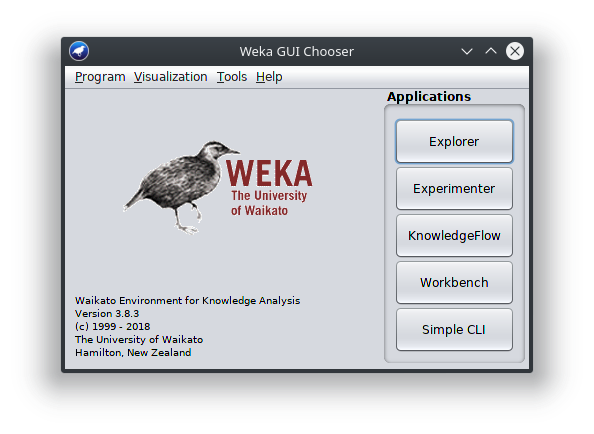 Weka GUI Chooser
Program Visualization Tools Help
Applications
Explorer
Experimenter
KnowledgeFlow
Workbench
Simple CLI
WEKA
The University
of Waikato
Waikato Environment for Knowledge Analysis
Version 3.8.3
(c) 1999 - 2018
The University of Waikato
Hamilton, New Zealand